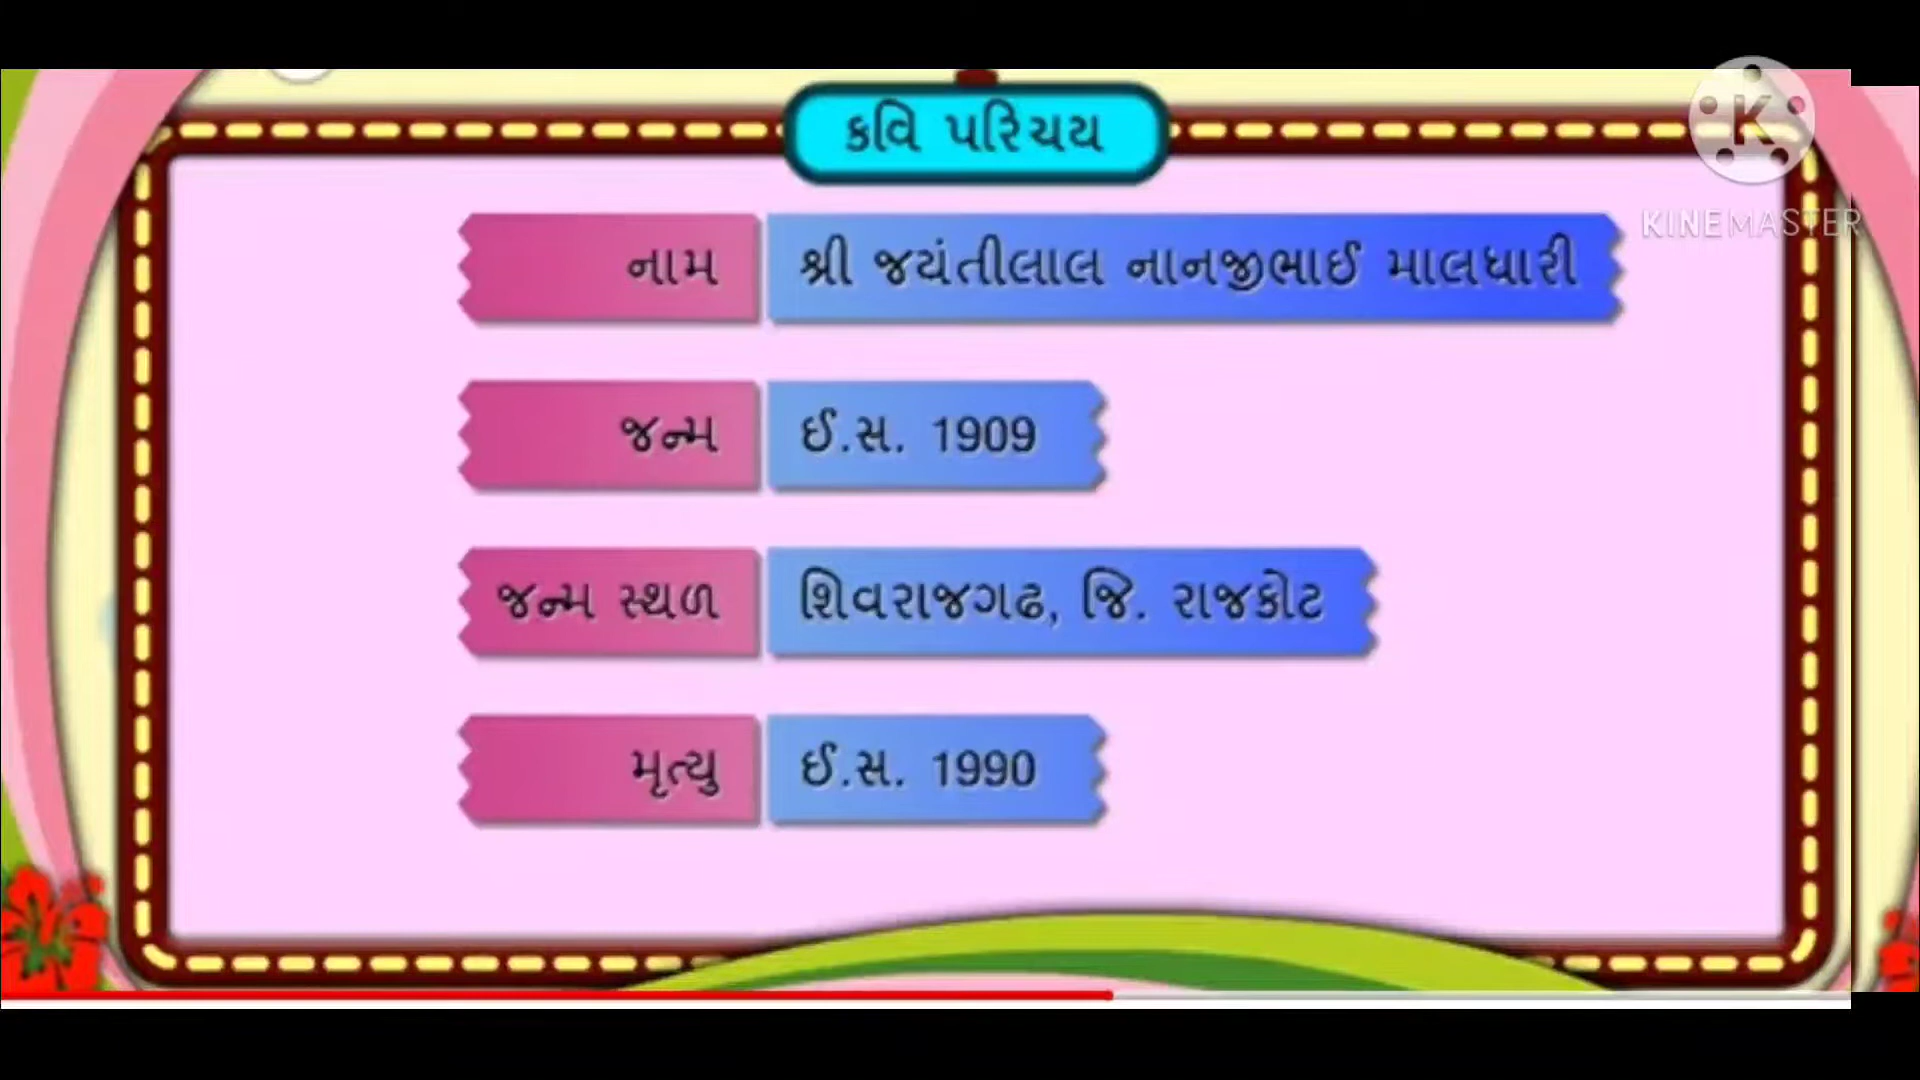 કવિ પરિચય
K
KINEMASTER
નામ શ્રી જયંતીલાલ નાનજીભાઈ માલધારી
જન્મ ઈ.સ. 1909
જન્મ સ્થળ શિવરાજગઢ, જિ. રાજકોટ
મૃત્યુ ઈ.સ. 1990